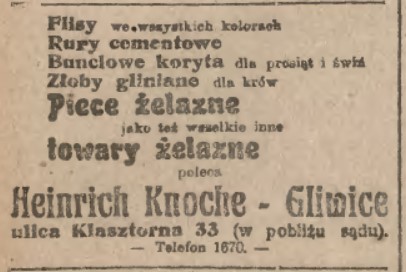 Flisy we wszystkich kolorach
Rury cementowe
Bunclowe koryta dla prosiąt i świń
Żłoby gliniane dla krów
Piece żelazne
jako też wszelkie inne
towary żelazne
poleca
Heinrich Knoche - Gliwice
ulica Klasztorna 33 (w pobliżu sądu).
— Telefon 1670. —